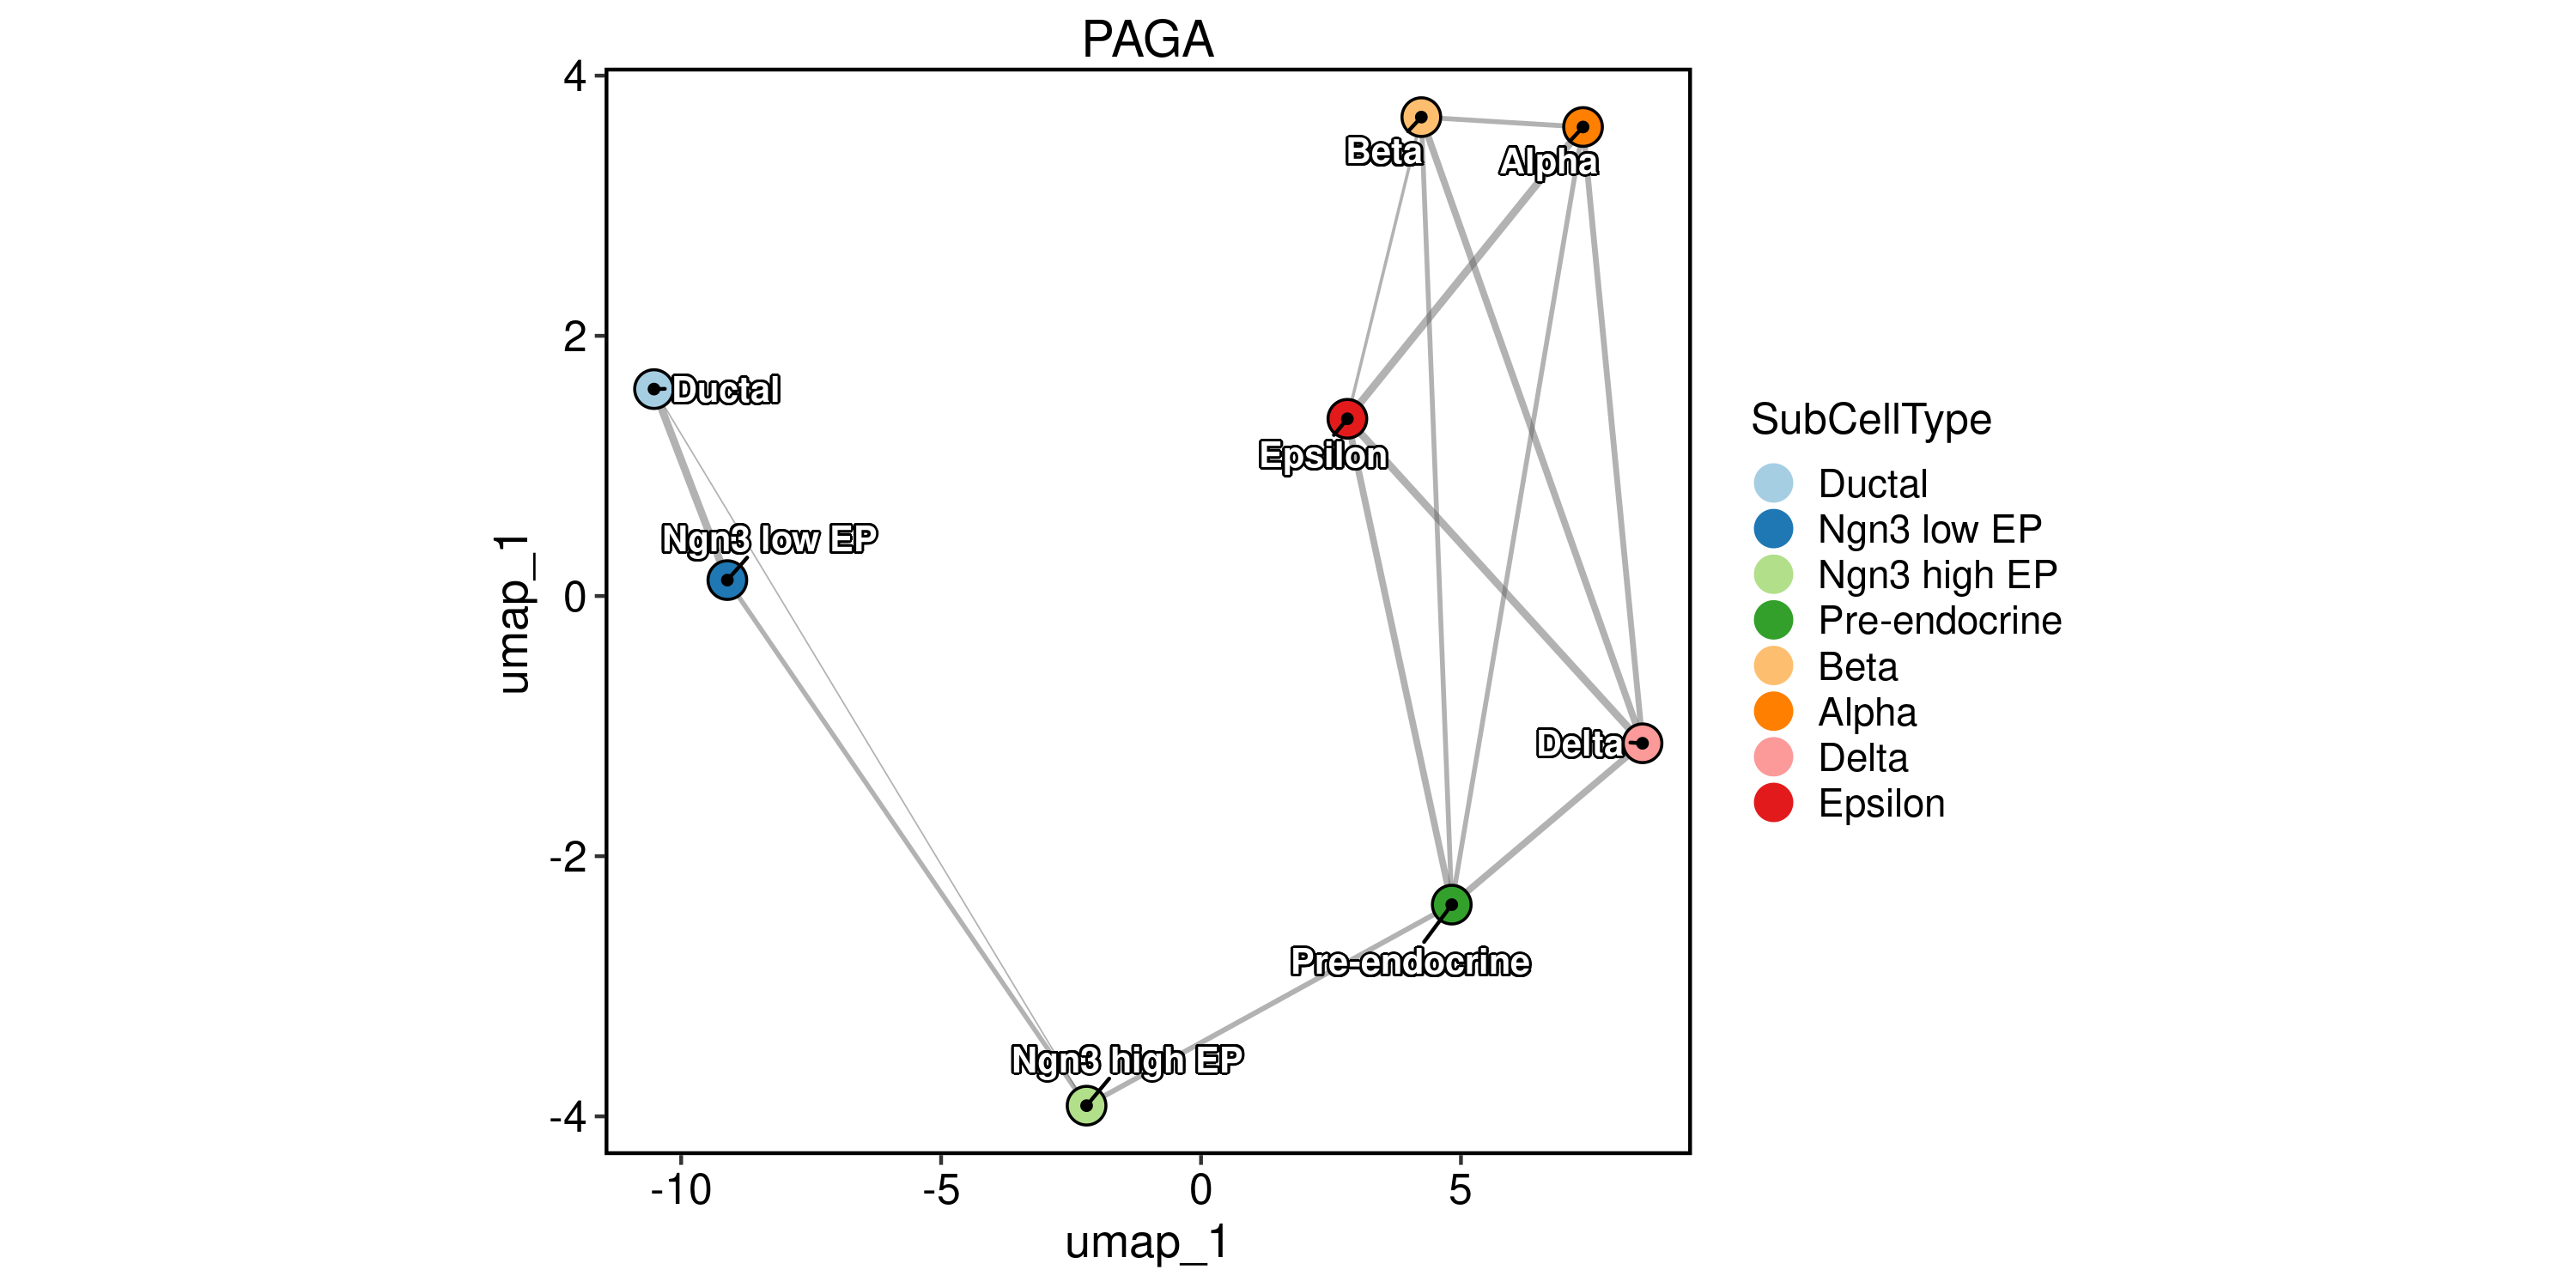 PAGA
4
2
0
-2
-4
umap_1
-10
-5
0
5
umap_1
Beta
Alpha
Ductal
Epsilon
Ngn3 low EP
Delta
Pre-endocrine
Ngn3 high EP
SubCellType
Ductal
Ngn3 low EP
Ngn3 high EP
Pre-endocrine
Beta
Alpha
Delta
Epsilon